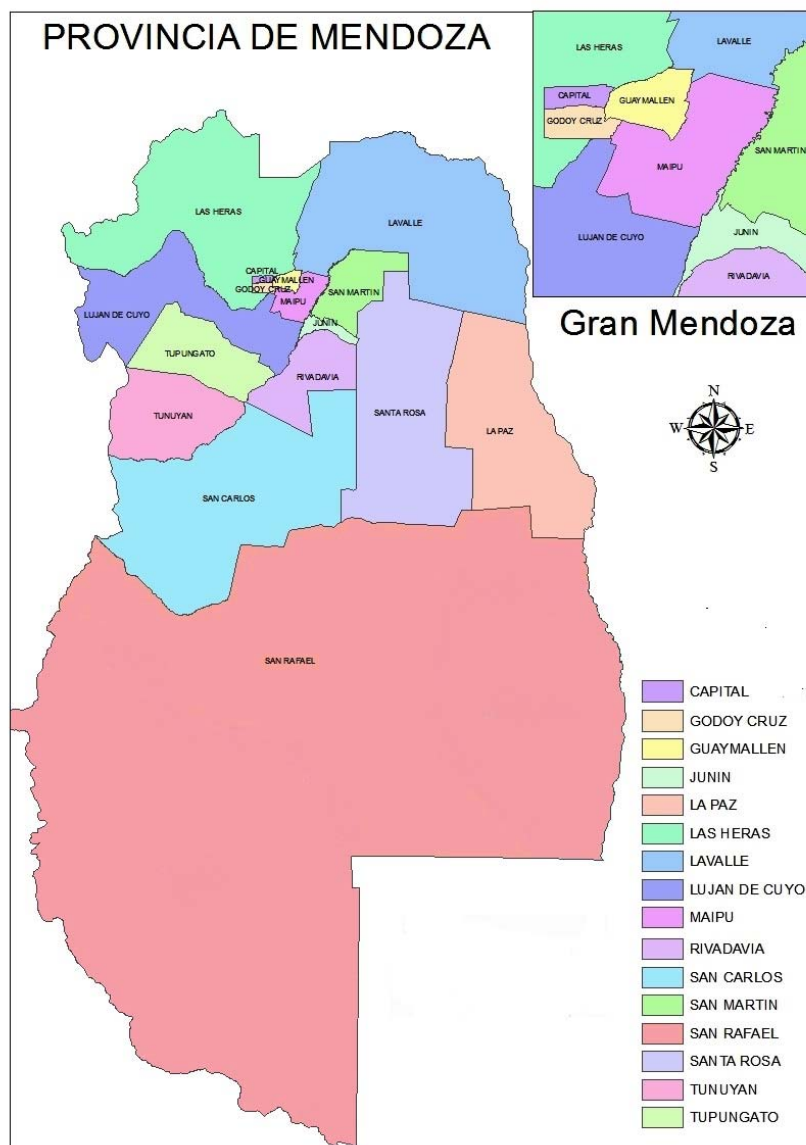 PROVINCIA DE MENDOZA
LAS HERAS
LAVALLE
CAPITAL
GUAYMALLEN
GODOY CRUZ
SAN MARTIN
MAIPU
LUJAN DE CUYO
JUNIN
RIVADAVIA
Gran Mendoza
LAS HERAS
LAVALLE
CAPITAL
GUAYMALLEN
GODOY CRUZ
SAN MARTIN
MAIPU
LUJAN DE CUYO
JUNIN
TUPUNGATO
RIVADAVIA
TUNUYAN
SANTA ROSA
LA PAZ
SAN CARLOS
SAN RAFAEL
N
W
E
S
CAPITAL
GODOY CRUZ
GUAYMALLEN
JUNIN
LA PAZ
LAS HERAS
LAVALLE
LUJAN DE CUYO
MAIPU
RIVADAVIA
SAN CARLOS
SAN MARTIN
SAN RAFAEL
SANTA ROSA
TUNUYAN
TUPUNGATO